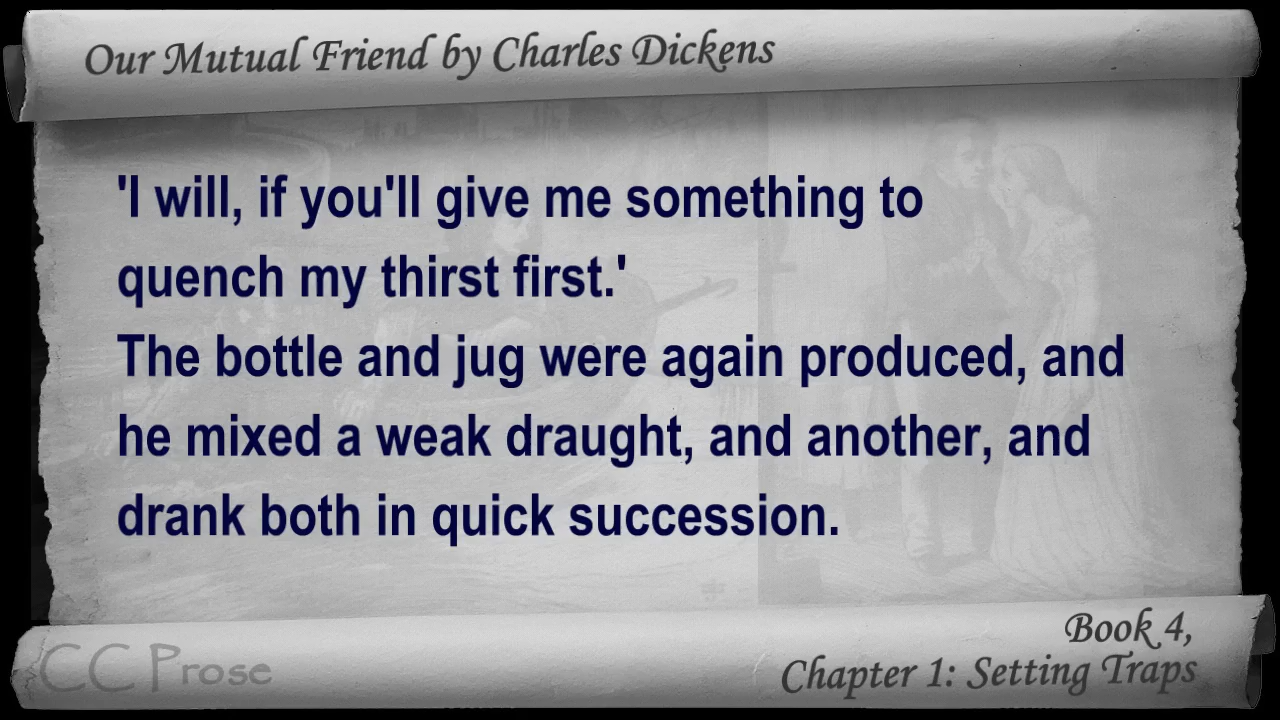 Our Mutual Friend by Charles Dickens
'I will, if you'll give me something to
quench my thirst first.'
The bottle and jug were again produced, and
he mixed a weak draught, and another, and
drank both in quick succession.
Book 4,
Chapter 1: Setting Traps
CC Prose